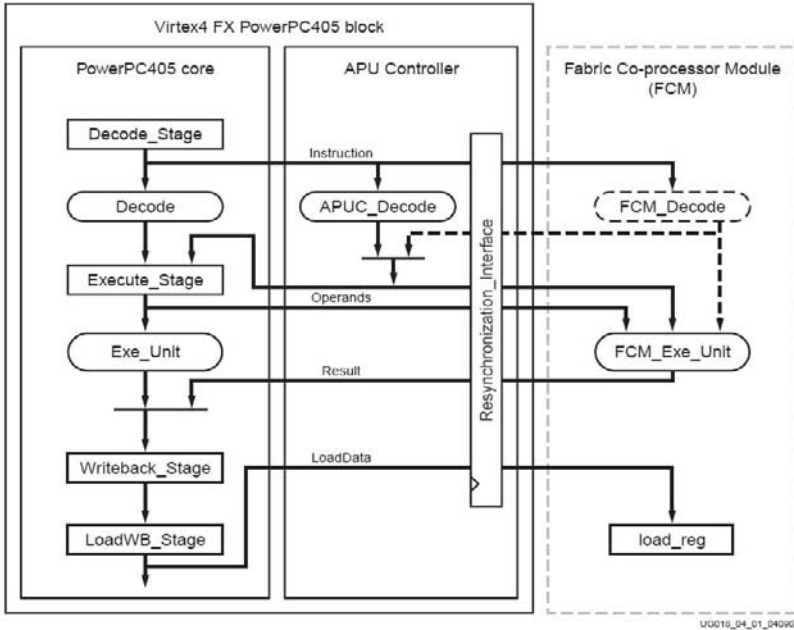 Virtex4 FX PowerPC405 block
PowerPC405 core
APU Controller
Fabric Co-processor Module
(FCM)
Decode_Stage
Instruction
Decode
APUC_Decode
FCM_Decode
Resynchronization_Interface
Execute_Stage
Operands
Exe_Unit
FCM_Exe_Unit
Result
Writeback_Stage
LoadData
LoadWB_Stage
load_reg
UG018_04_01_04090